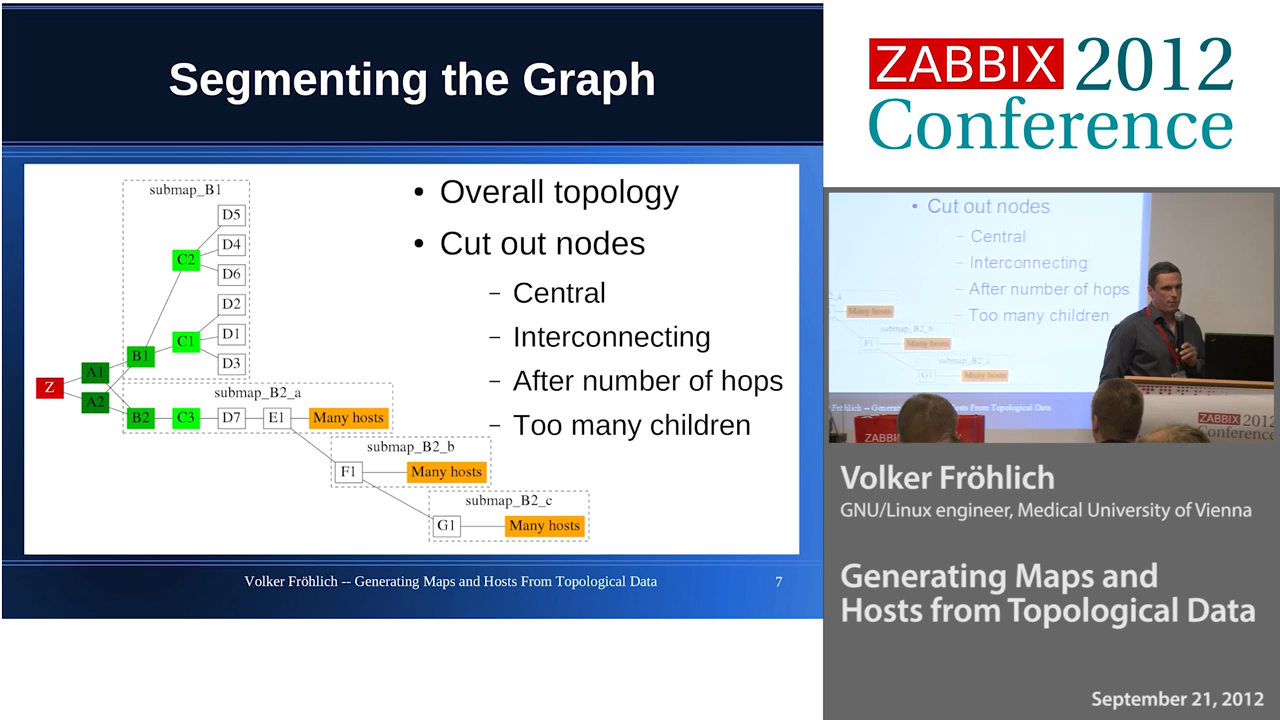 Segmenting the Graph
submap_B1
D5
D4
C2
D6
D2
D1
C1
B1
D3
A1
Z
A2
submap_B2_a
B2
C3
D7
E1
Many hosts
submap_B2_b
F1
Many hosts
submap_B2_c
G1
Many hosts
• Overall topology
• Cut out nodes
– Central
– Interconnecting
– After number of hops
– Too many children
Volker Fröhlich -- Generating Maps and Hosts From Topological Data
7
ZABBIX 2012
Conference
• Cut out nodes
– Central
– Interconnecting
– After number of hops
– Too many children
Many hosts
submap_B2_b
F1
Many hosts
G1
Many hosts
ZABBIX
ZABBIX 2012
Conference
Volker Fröhlich
GNU/Linux engineer, Medical University of Vienna
Generating Maps and
Hosts from Topological Data
September 21, 2012